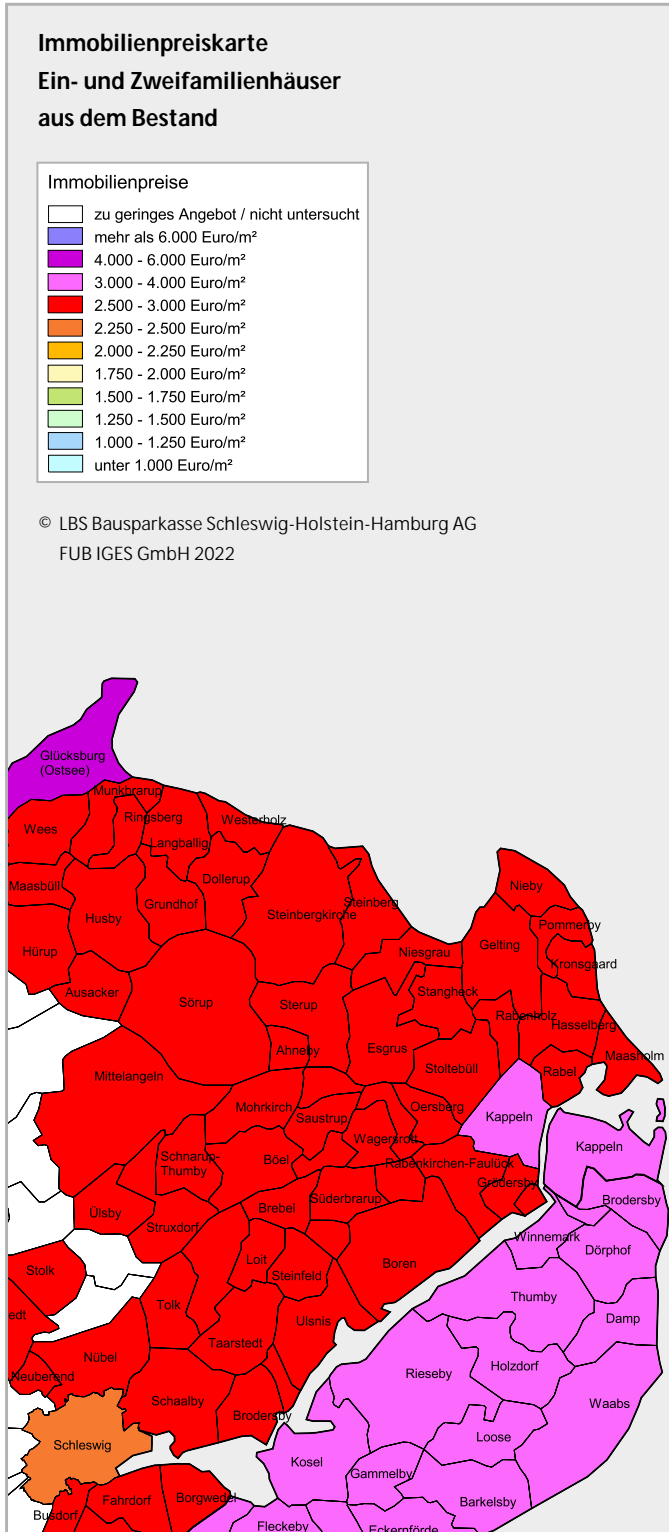 Immobilienpreiskarte
Ein- und Zweifamilienhäuser
aus dem Bestand
Immobilienpreise
zu geringes Angebot / nicht untersucht
mehr als 6.000 Euro/m²
4.000 - 6.000 Euro/m²
3.000 - 4.000 Euro/m²
2.500 - 3.000 Euro/m²
2.250 - 2.500 Euro/m²
2.000 - 2.250 Euro/m²
1.750 - 2.000 Euro/m²
1.500 - 1.750 Euro/m²
1.250 - 1.500 Euro/m²
1.000 - 1.250 Euro/m²
unter 1.000 Euro/m²
© LBS Bausparkasse Schleswig-Holstein-Hamburg AG
FUB IGES GmbH 2022
Glücksburg
(Ostsee)
Munkbrarup
Ringsberg
Westerholz
Wees
Langballig
Dollerup
Maasbüll
Nieby
Husby
Grundhof
Steinberg
Steinbergkirche
Pommerby
Hürup
Niesgrau
Gelting
Kronsgaard
Ausacker
Stangheck
Sörup
Sterup
Rabenholz
Hasselberg
Ahneby
Esgrus
Maasholm
Mittelangeln
Stoltebüll
Rabel
Mohrkirch
Saustrup
Oersberg
Kappeln
Wagersrott
Kappeln
Schnarup-
Thumby
Böel
Rabenkirchen-Faulück
Grödersby
Ülsby
Struxdorf
Brebel
Süderbrarup
Brodersby
Winnemark
Dörphof
Stolk
Loit
Steinfeld
Boren
Thumby
edt
Tolk
Ulsnis
Damp
Taarstedt
Nübel
Neuberend
Rieseby
Holzdorf
Schaalby
Brodersby
Waabs
Schleswig
Loose
Kosel
Gammelby
Fahrdorf
Borgwedel
Barkelsby
Busdorf
Fleckeby
Eckernförde